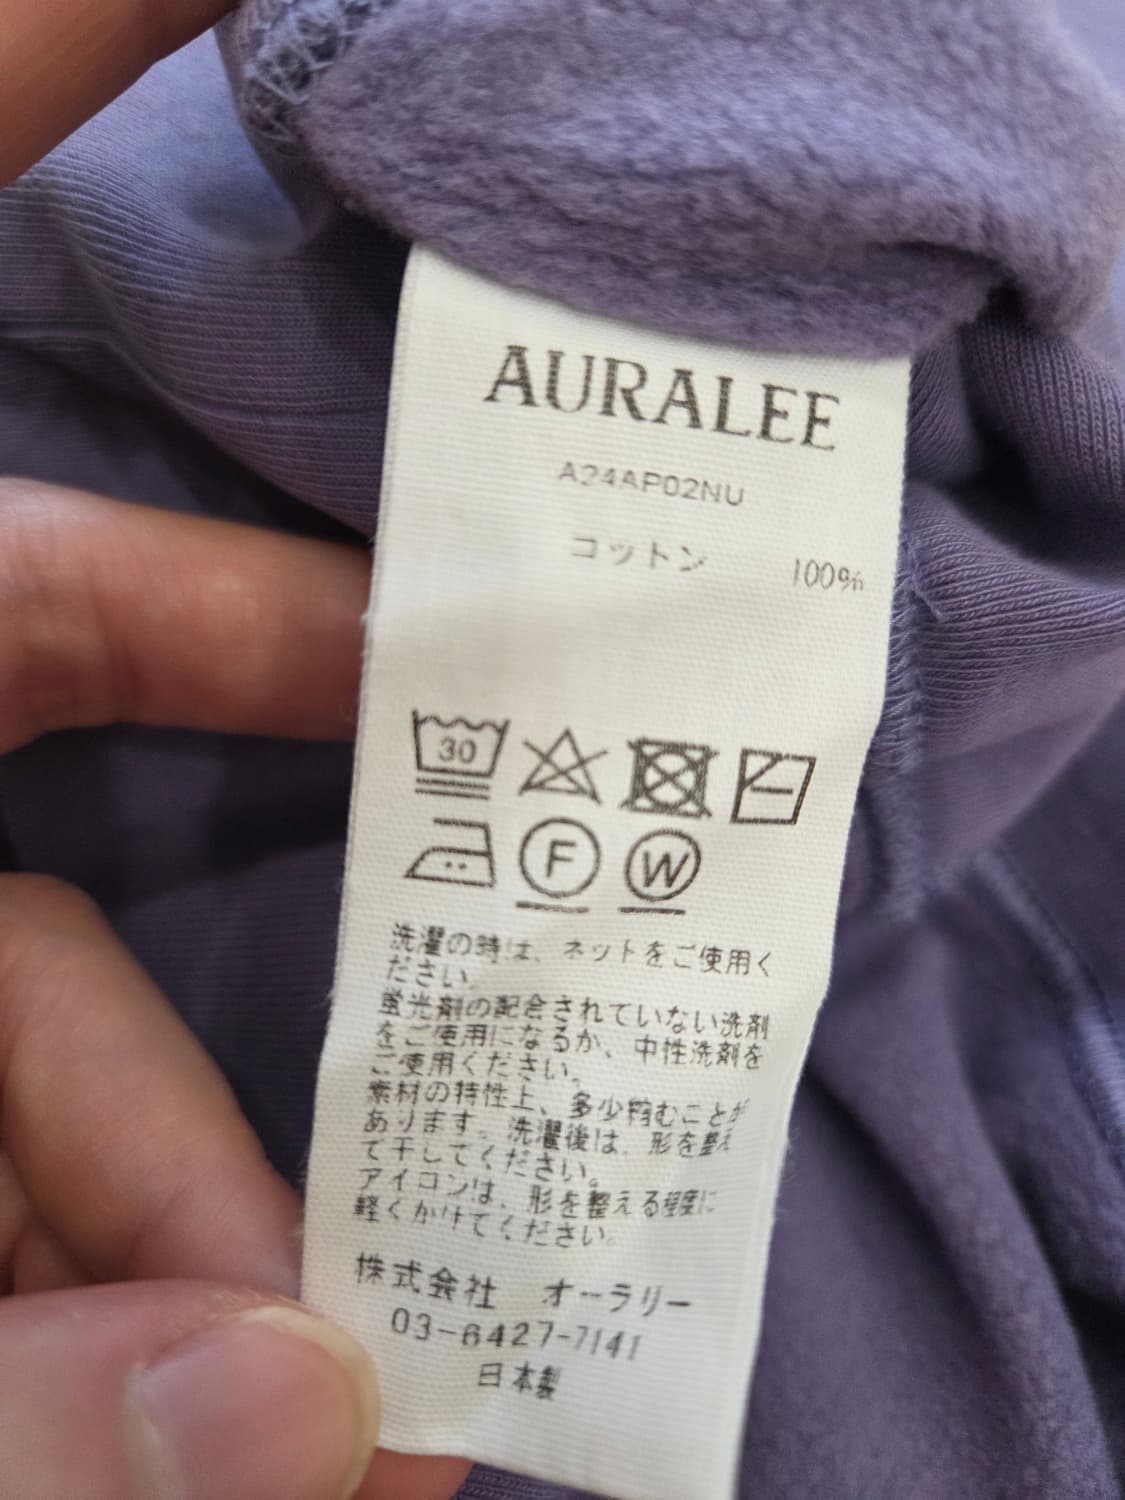 AURALEE
A24AP02NU
コットン 100%
30
F W
洗濯の時は、ネットをご使用く
ださい。
蛍光剤の配合されていない洗剤
をご使用になるか、中性洗剤を
ご使用ください。
素材の特性上、多少縮むことが
あります。洗濯後は、形を整え
て干してください。
アイロンは、形を整える程度に
軽くかけてください。
株式会社 オーラリー
03-6427-7141
日本製